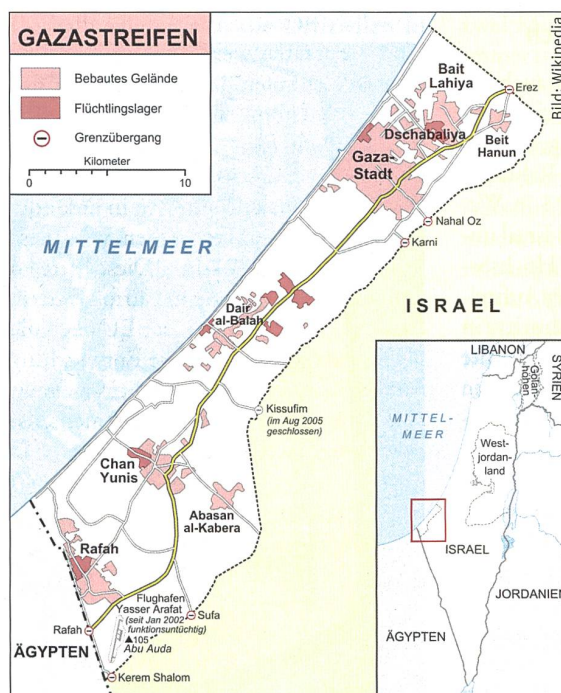 GAZASTREIFEN
Bebautes Gelände
Flüchtlingslager
Grenzübergang
Kilometer
0 10
Bild: Wikipedia
Bait
Lahiya
Erez
Dschabaliya
Beit
Hanun
Gaza-
Stadt
Nahal Oz
Karni
MITTELMEER
ISRAEL
Dair
al-Balah
Kissufim
(im Aug 2005
geschlossen)
Chan
Yunis
Abasan
al-Kabera
Rafah
Flughafen
Yasser Arafat
(seit Jan 2002
funktionsuntüchtig)
Sufa
Rafah
105
Abu Auda
ÄGYPTEN
Kerem Shalom
LIBANON
SYRIEN
Golan-
höhen
MITTEL-
MEER
West-
jordan-
land
ISRAEL
JORDANIEN
ÄGYPTEN